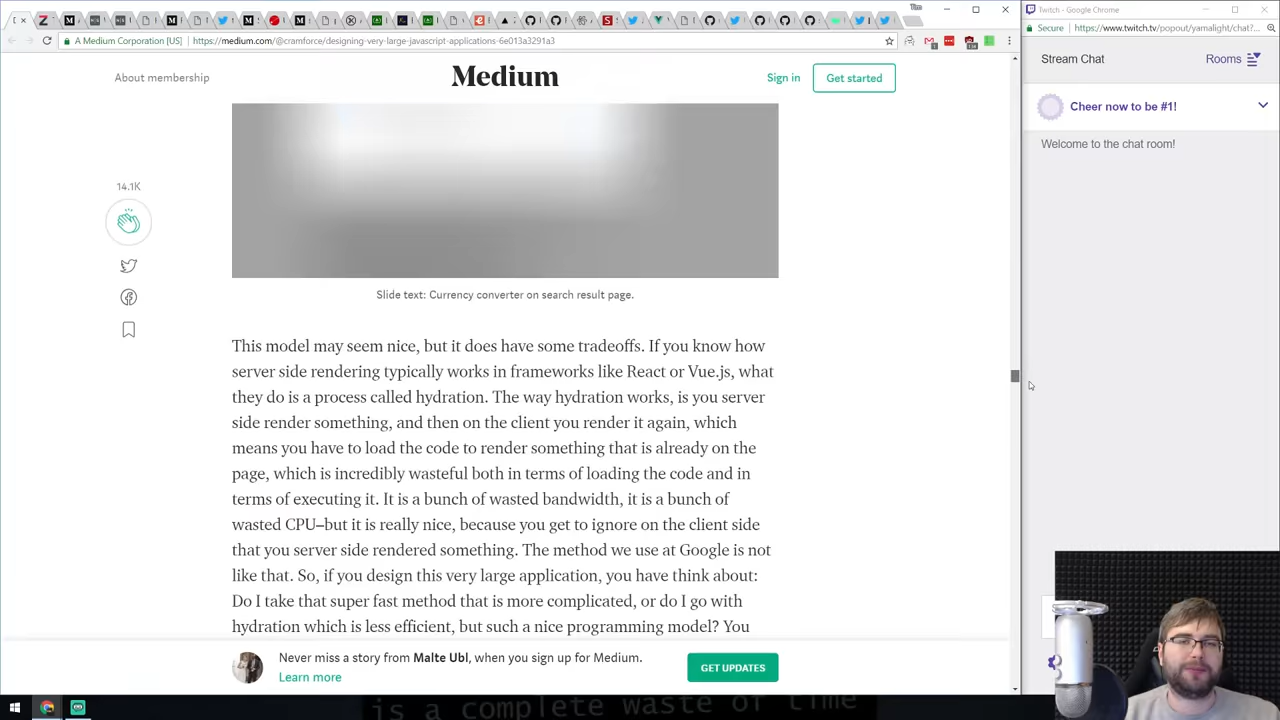 Tim
A Medium Corporation [US]
https://medium.com/@cramforce/designing-very-large-javascript-applications-6e013a3291a3
About membership
Medium
Sign in
Get started
14.1K
Slide text: Currency converter on search result page.
This model may seem nice, but it does have some tradeoffs. If you know how
server side rendering typically works in frameworks like React or Vue.js, what
they do is a process called hydration. The way hydration works, is you server
side render something, and then on the client you render it again, which
means you have to load the code to render something that is already on the
page, which is incredibly wasteful both in terms of loading the code and in
terms of executing it. It is a bunch of wasted bandwidth, it is a bunch of
wasted CPU—but it is really nice, because you get to ignore on the client side
that you server side rendered something. The method we use at Google is not
like that. So, if you design this very large application, you have think about:
Do I take that super fast method that is more complicated, or do I go with
hydration which is less efficient, but such a nice programming model? You
Never miss a story from Malte Ubl, when you sign up for Medium.
Learn more
GET UPDATES
is a complete waste of time
Twitch - Google Chrome
Secure
https://www.twitch.tv/popout/yamalight/chat?...
Stream Chat
Rooms
Cheer now to be #1!
Welcome to the chat room!